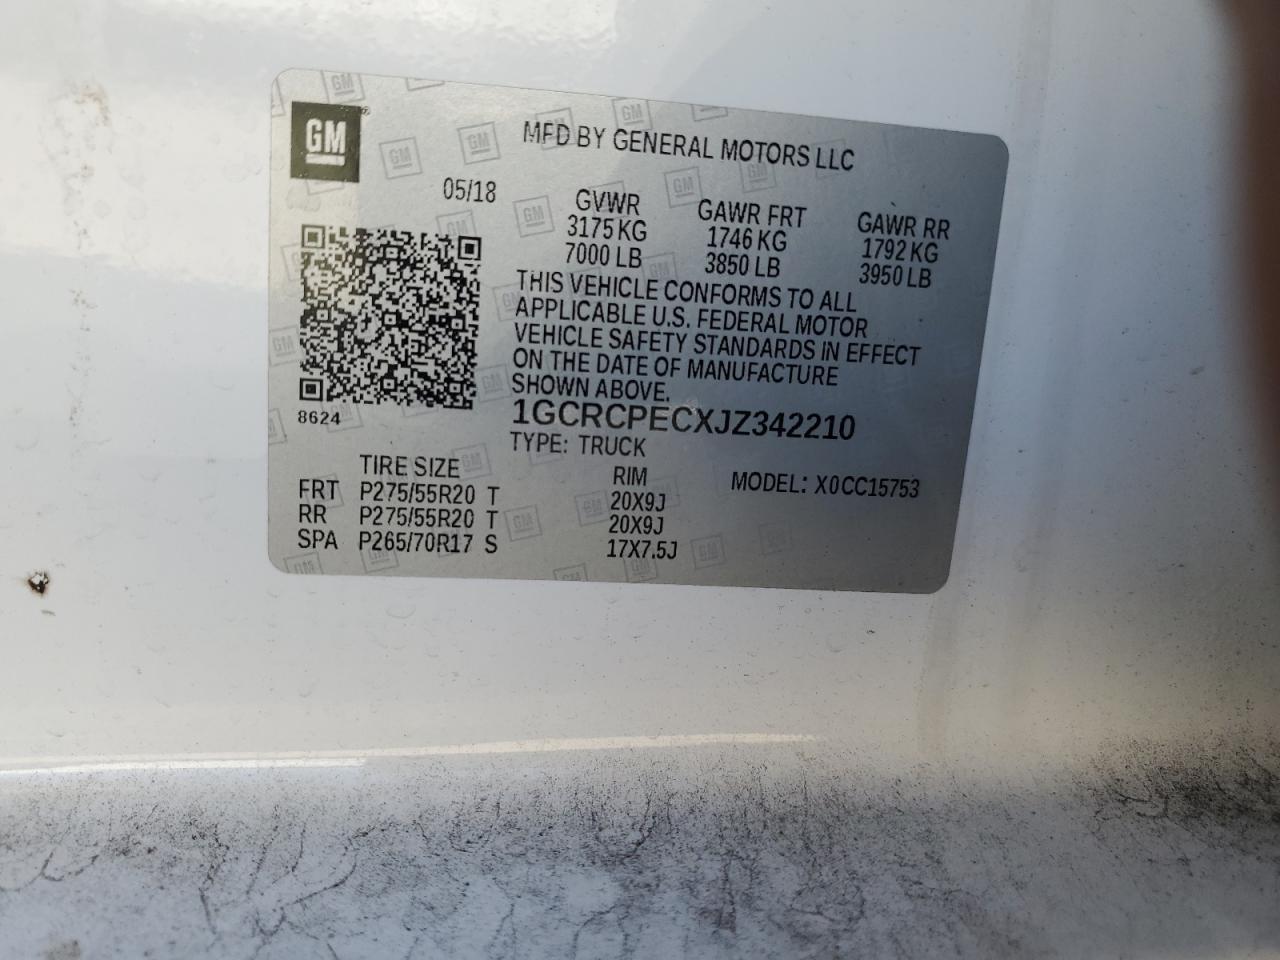 GM
MFD BY GENERAL MOTORS LLC
05/18
GVWR GAWR FRT GAWR RR
3175 KG 1746 KG 1792 KG
7000 LB 3850 LB 3950 LB
THIS VEHICLE CONFORMS TO ALL
APPLICABLE U.S. FEDERAL MOTOR
VEHICLE SAFETY STANDARDS IN EFFECT
ON THE DATE OF MANUFACTURE
SHOWN ABOVE.
8624
1GCRCPECXJZ342210
TYPE: TRUCK
TIRE SIZE RIM MODEL: X0CC15753
FRT P275/55R20 T 20X9J
RR P275/55R20 T 20X9J
SPA P265/70R17 S 17X7.5J